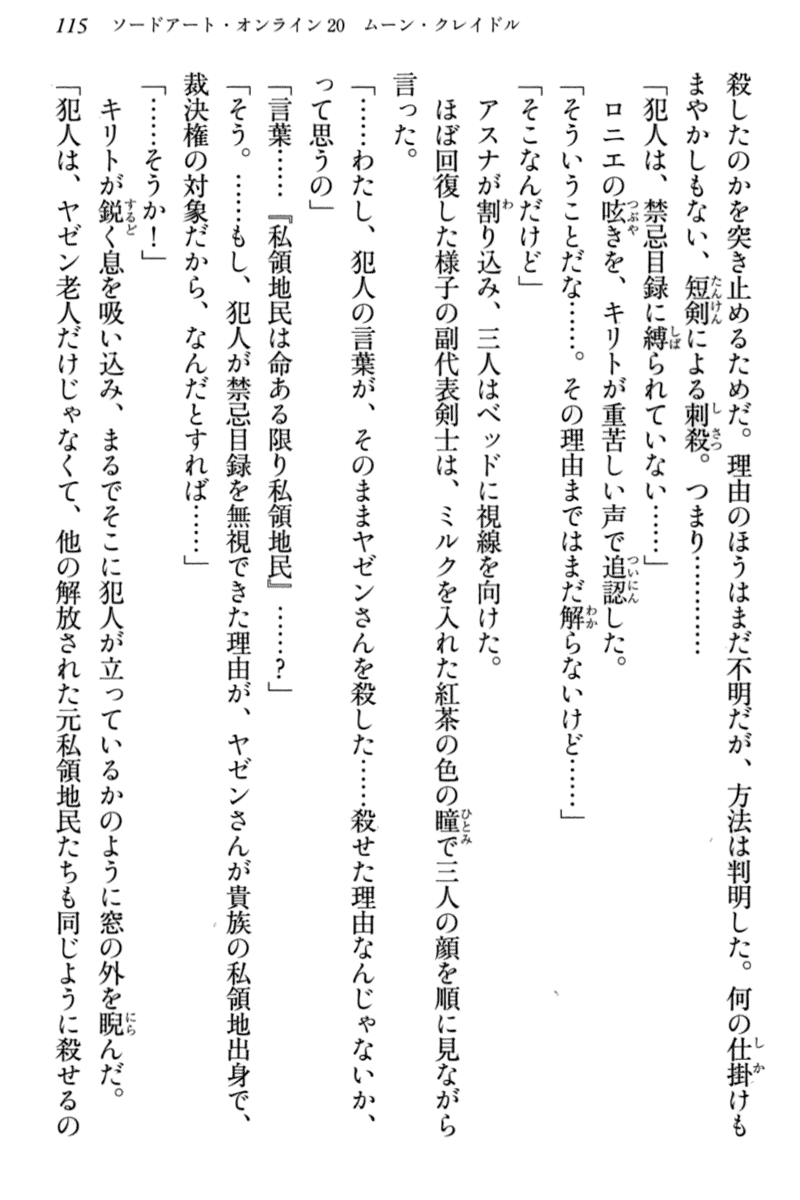 115 ソードアート・オンライン20 ムーン・クレイドル
殺したのかを突き止めるためだ。理由のほうはまだ不明だが、方法は判明した。何の仕掛けも
まやかしもない、短剣による刺殺。つまり…………
「犯人は、禁忌目録に縛られていない……」
ロニエの呟きを、キリトが重苦しい声で追認した。
「そういうことだな……。その理由まではまだ解らないけど……」
「そこなんだけど」
アスナが割り込み、三人はベッドに視線を向けた。
ほぼ回復した様子の副代表剣士は、ミルクを入れた紅茶の色の瞳で三人の顔を順に見ながら
言った。
「……わたし、犯人の言葉が、そのままヤゼンさんを殺した……殺せた理由なんじゃないか、
って思うの」
「言葉……『私領地民は命ある限り私領地民』……?」
「そう。……もし、犯人が禁忌目録を無視できた理由が、ヤゼンさんが貴族の私領地出身で、
裁決権の対象だから、なんだとすれば……」
「……そうか!」
キリトが鋭く息を吸い込み、まるでそこに犯人が立っているかのように窓の外を睨んだ。
「犯人は、ヤゼン老人だけじゃなくて、他の解放された元私領地民たちも同じように殺せるの